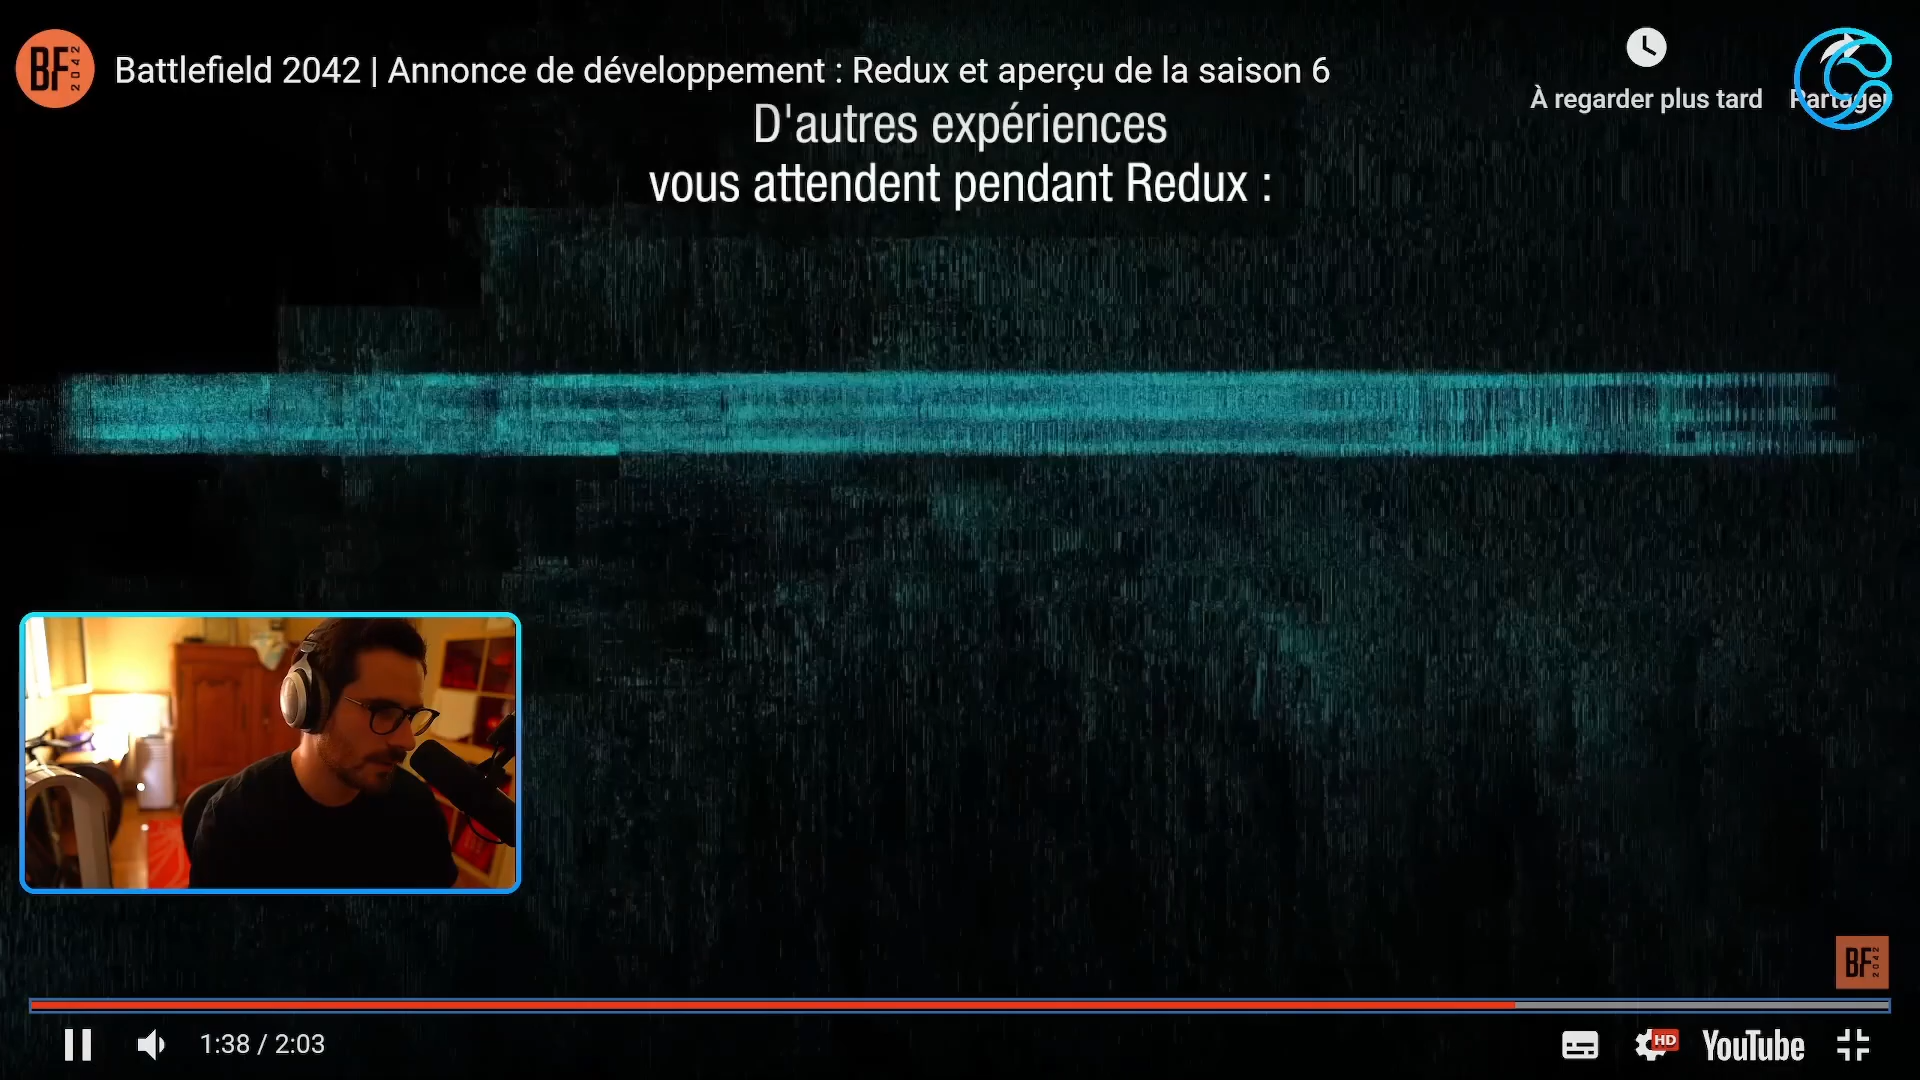 BF 2042
Battlefield 2042 | Annonce de développement : Redux et aperçu de la saison 6
À regarder plus tard
Partager
D'autres expériences
vous attendent pendant Redux :
BF 2042
1:38 / 2:03
HD
YouTube